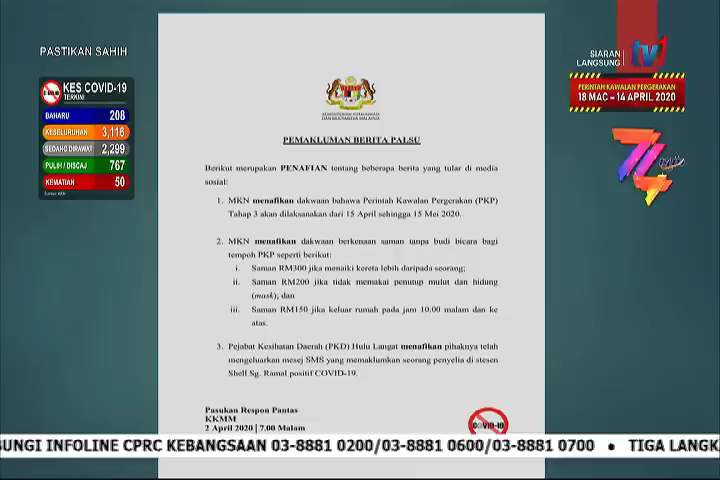 PASTIKAN SAHIH
KES COVID-19
TERKINI
BAHARU 208
KESELURUHAN 3,116
SEDANG DIRAWAT 2,299
PULIH / DISCAJ 767
KEMATIAN 50
SIARAN
LANGSUNG
tv1
PERINTAH KAWALAN PERGERAKAN
18 MAC – 14 APRIL 2020
KEMENTERIAN KOMUNIKASI
DAN MULTIMEDIA MALAYSIA
PEMAKLUMAN BERITA PALSU
Berikut merupakan PENAFIAN tentang beberapa berita yang tular di media
sosial:
1. MKN menafikan dakwaan bahawa Perintah Kawalan Pergerakan (PKP)
Tahap 3 akan dilaksanakan dari 15 April sehingga 15 Mei 2020.
2. MKN menafikan dakwaan berkenaan saman tanpa budi bicara bagi
tempoh PKP seperti berikut:
i. Saman RM300 jika menaiki kereta lebih daripada seorang;
ii. Saman RM200 jika tidak memakai penutup mulut dan hidung
(mask); dan
iii. Saman RM150 jika keluar rumah pada jam 10.00 malam dan ke
atas.
3. Pejabat Kesihatan Daerah (PKD) Hulu Langat menafikan pihaknya telah
mengeluarkan mesej SMS yang memaklumkan seorang penyelia di stesen
Shell Sg. Ramal positif COVID-19.
Pasukan Respon Pantas
KKMM
2 April 2020 | 7.00 Malam
COVID-19
BUNGI INFOLINE CPRC KEBANGSAAN 03-8881 0200/03-8881 0600/03-8881 0700 • TIGA LANGK